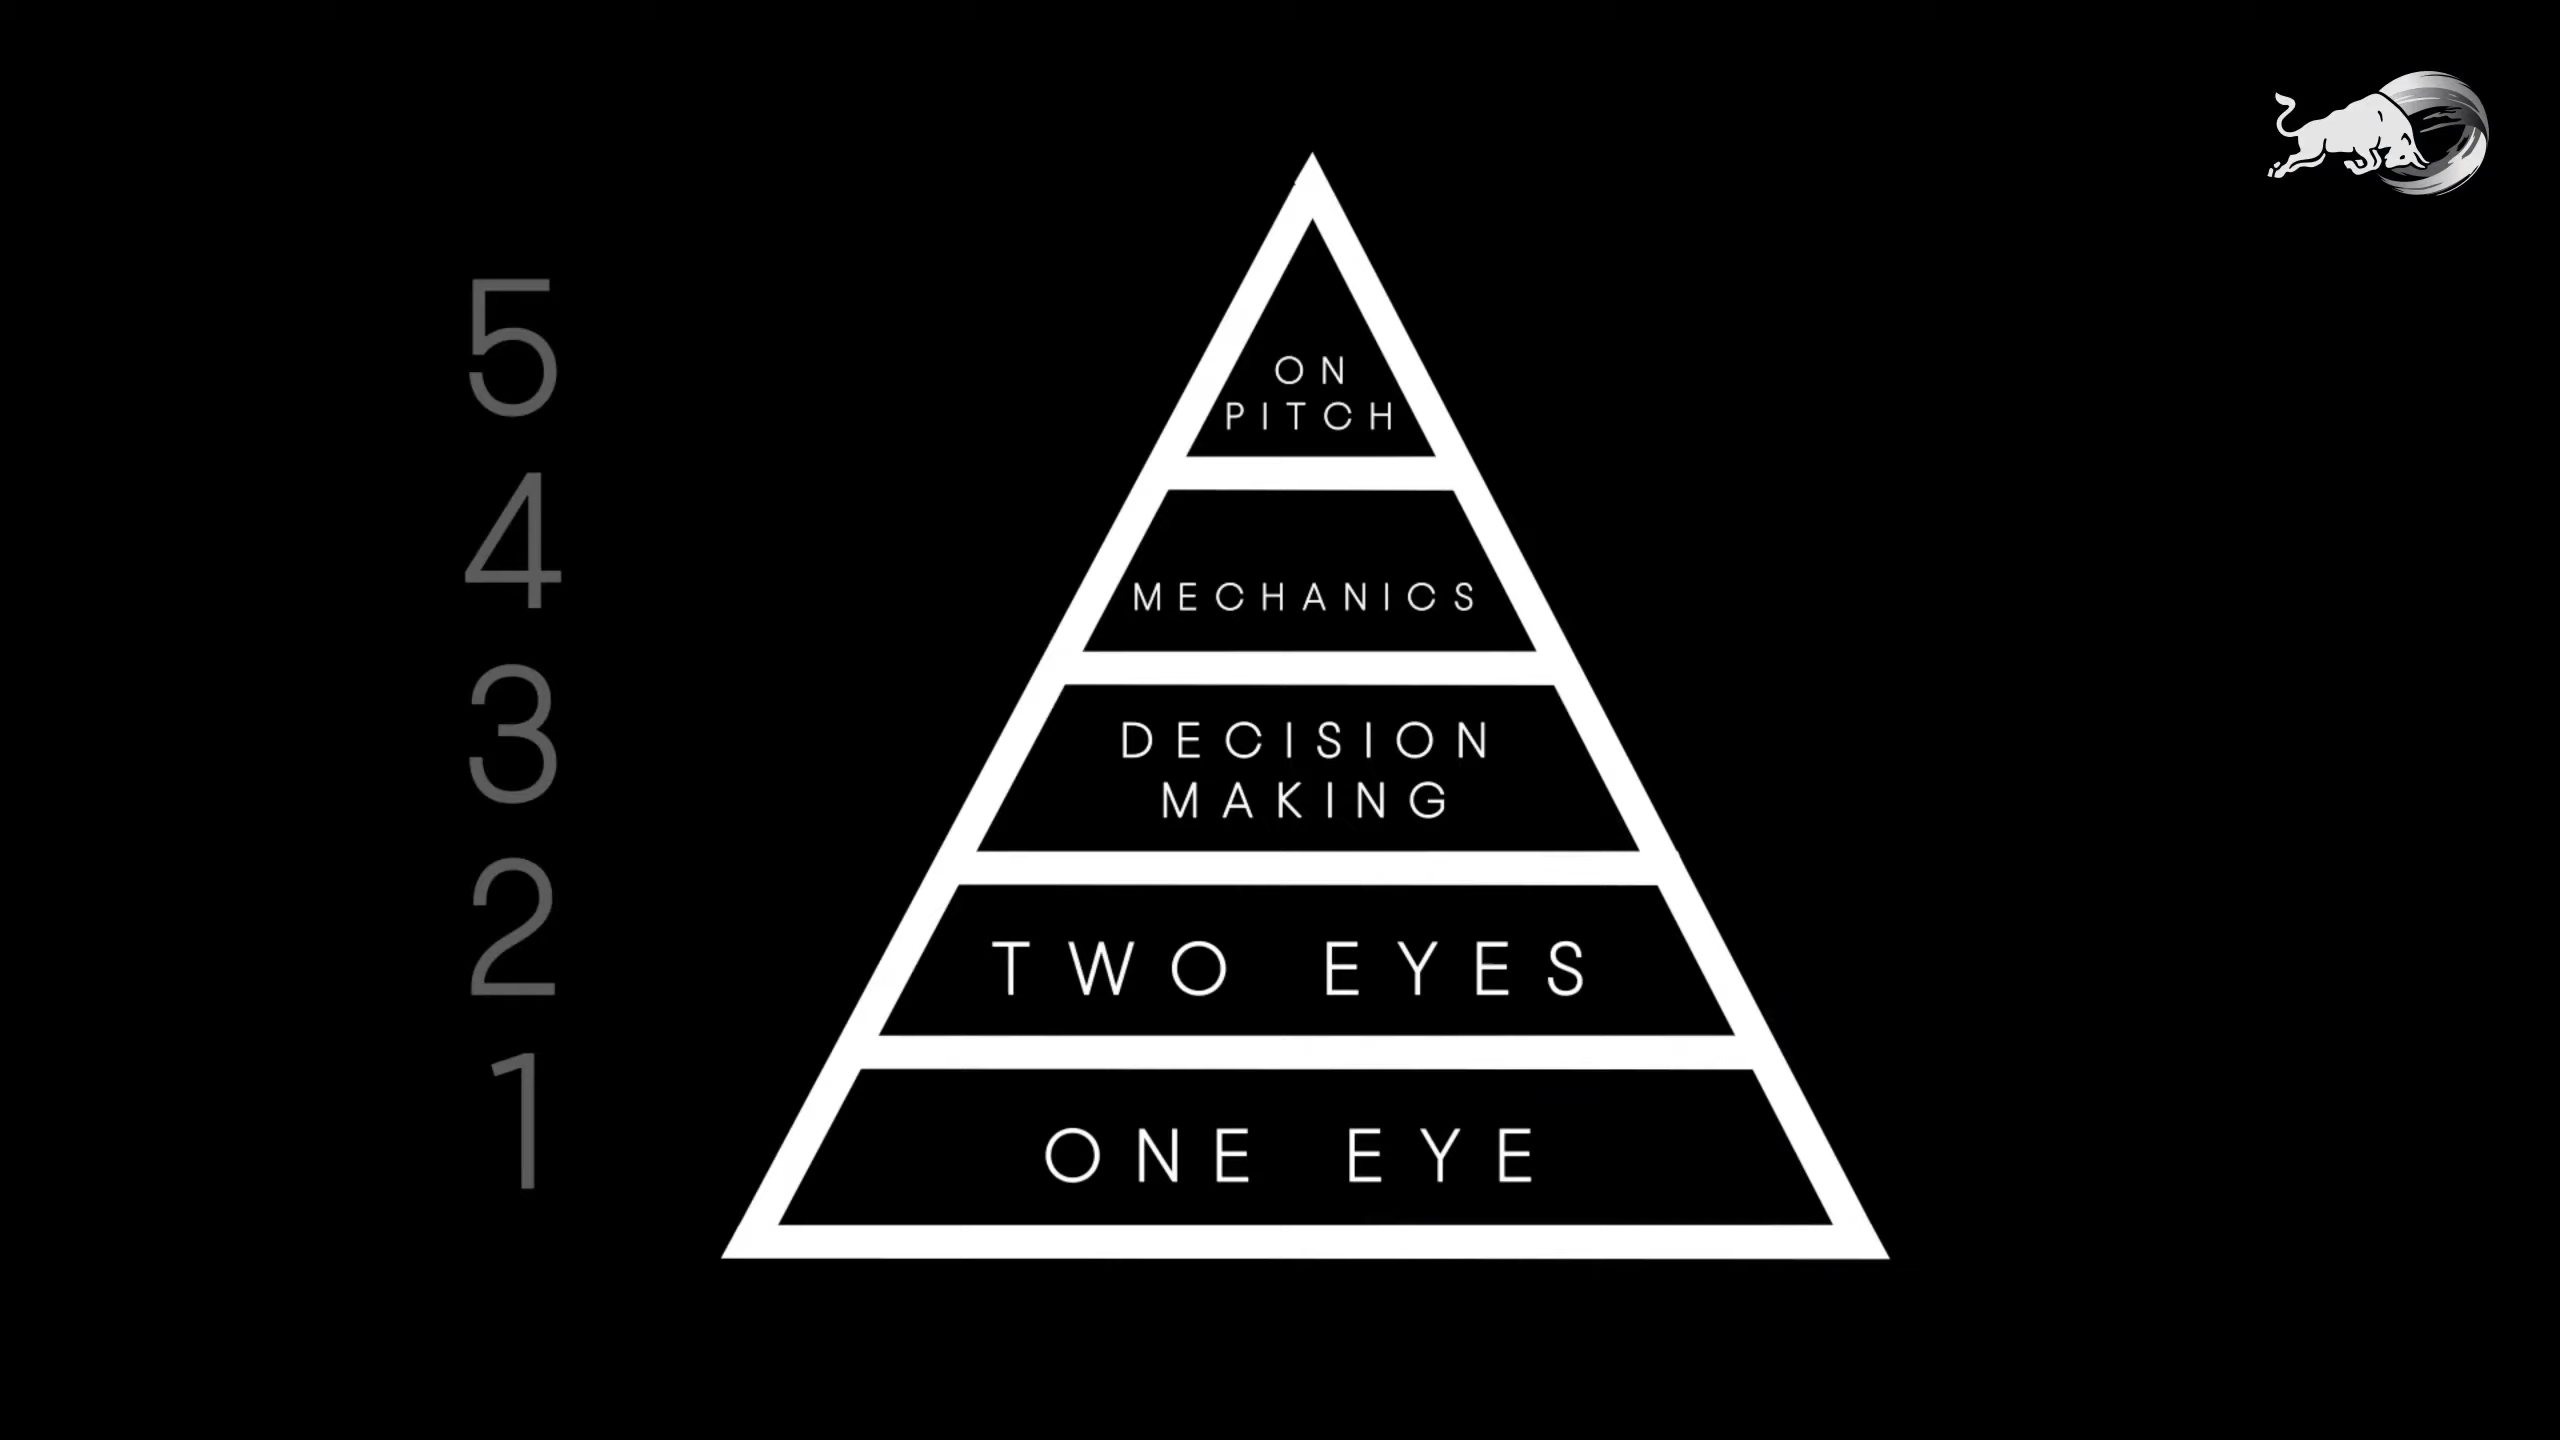 5
ON
PITCH
4
MECHANICS
3
DECISION
MAKING
2
TWO EYES
1
ONE EYE